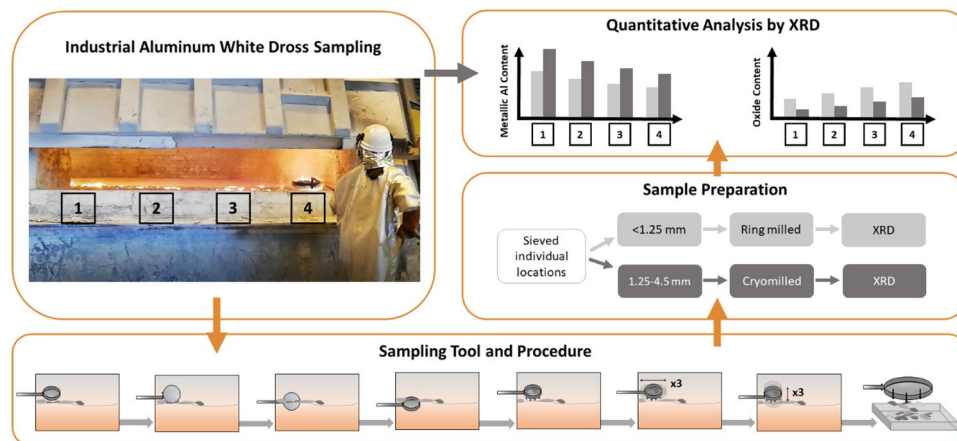 Industrial Aluminum White Dross Sampling
1
2
3
4
Quantitative Analysis by XRD
Metallic Al Content
1
2
3
4
Oxide Content
1
2
3
4
Sample Preparation
Sieved
individual
locations
<1.25 mm
Ring milled
XRD
1.25-4.5 mm
Cryomilled
XRD
Sampling Tool and Procedure
x3
x3